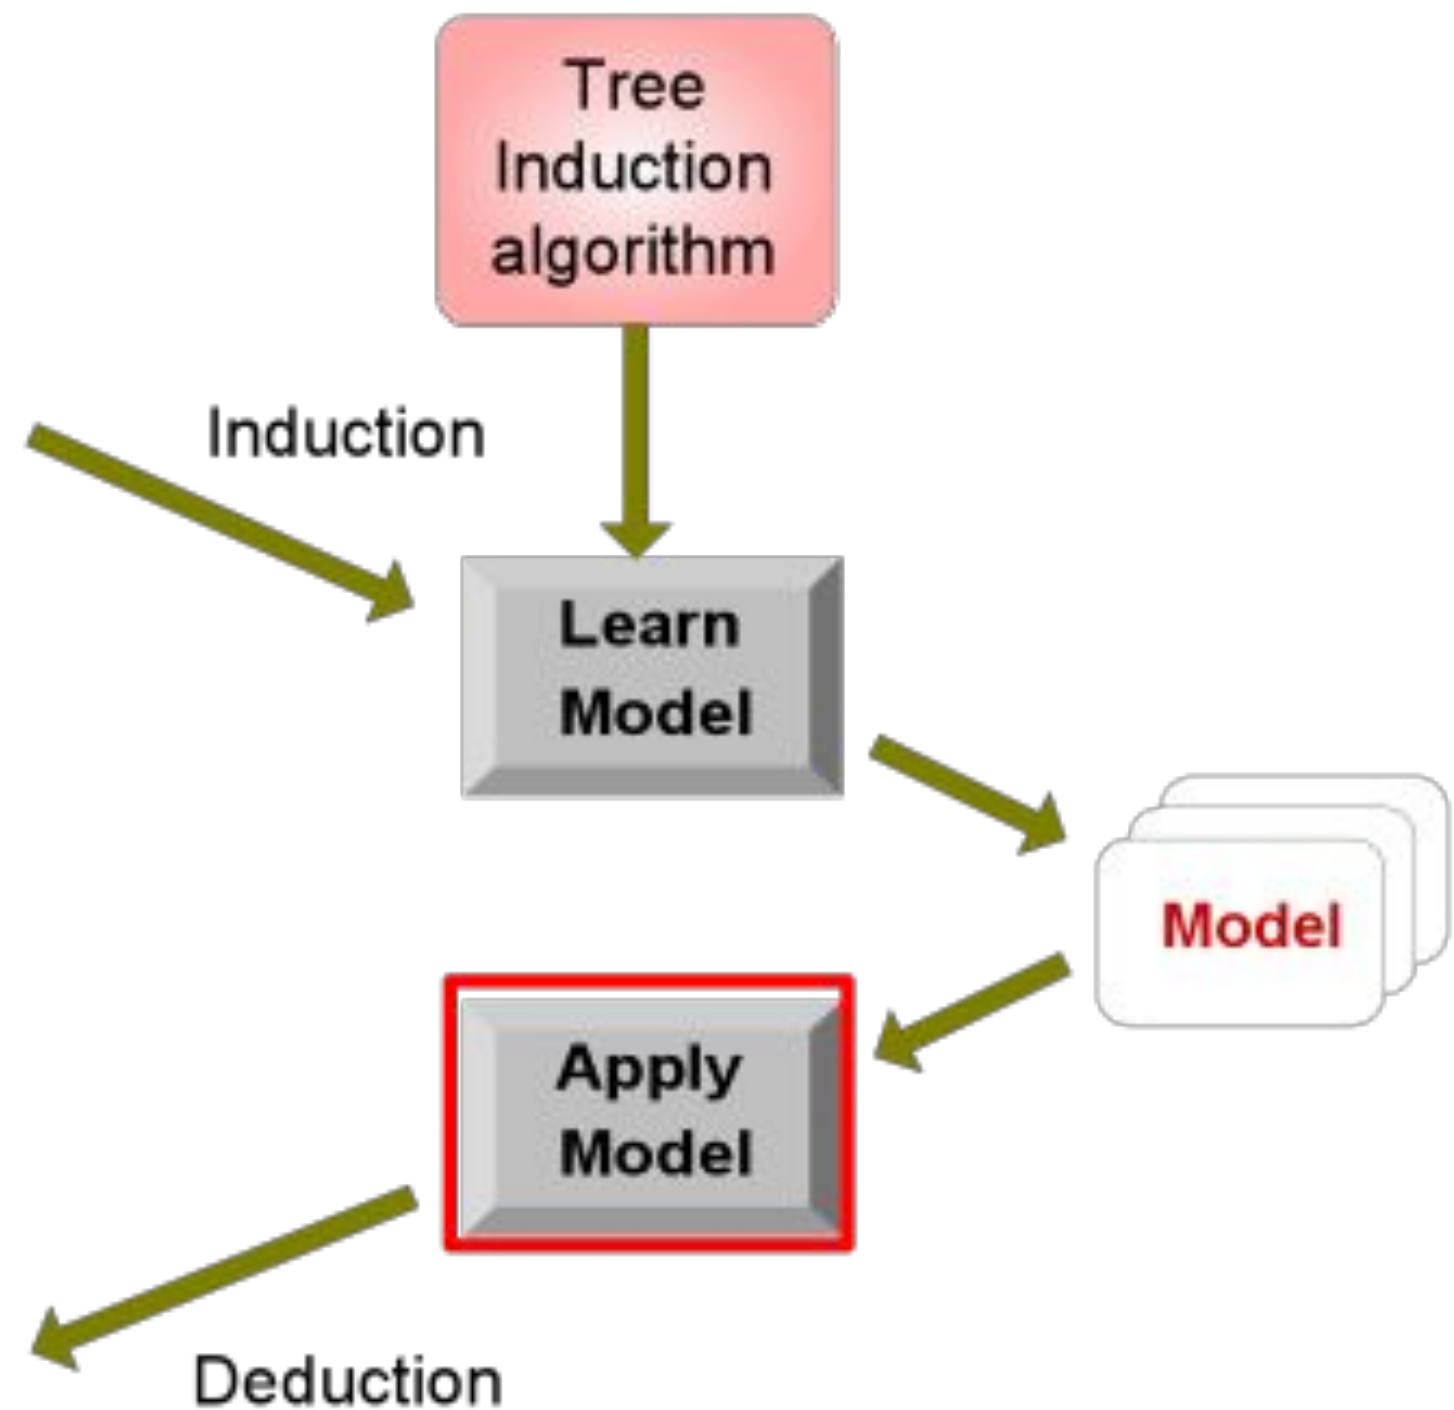 Tree
Induction
algorithm
Induction
Learn
Model
Model
Apply
Model
Deduction